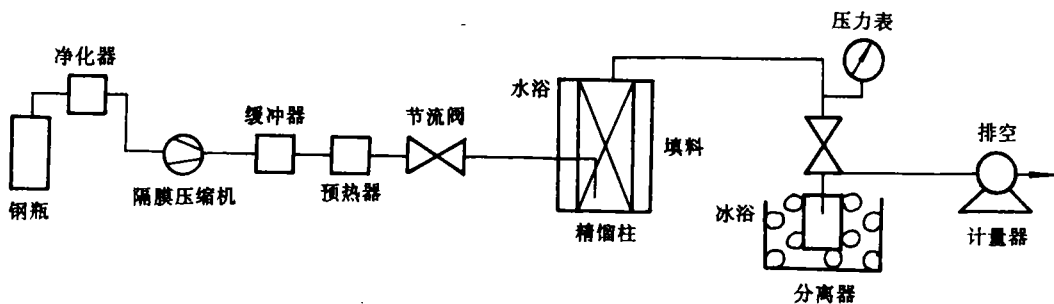 净化器
钢瓶
隔膜压缩机
缓冲器
预热器
节流阀
水浴
填料
精馏柱
压力表
冰浴
分离器
排空
计量器